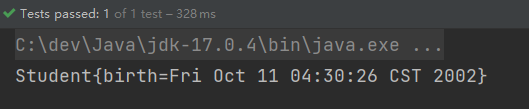 Tests passed: 1 of 1 test – 328 ms
C:\dev\Java\jdk-17.0.4\bin\java.exe ...
Student{birth=Fri Oct 11 04:30:26 CST 2002}